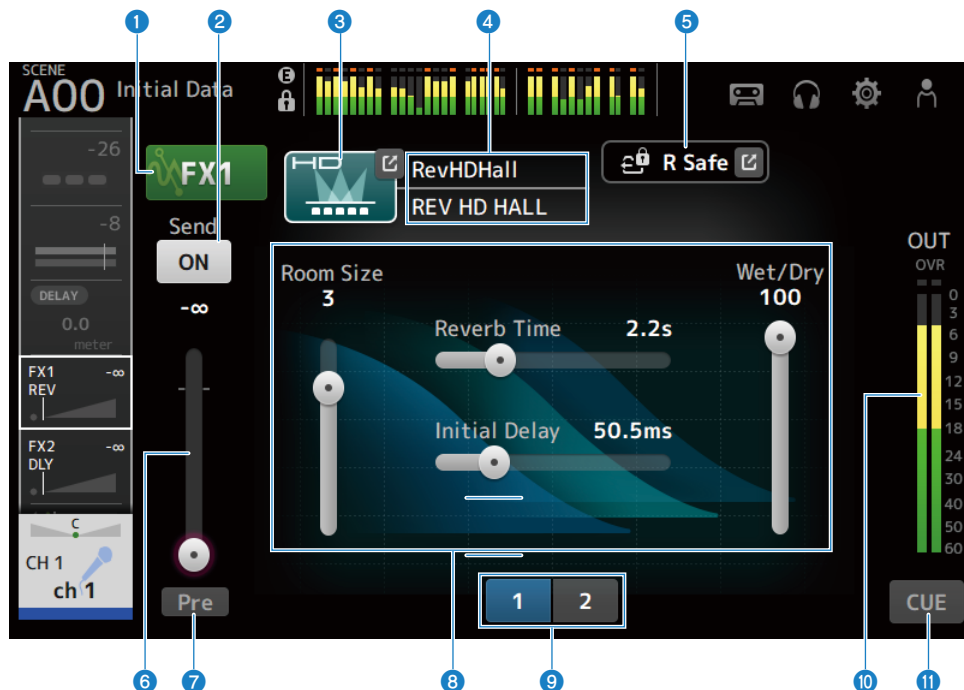 1 2 3 4 5
SCENE
A00 Initial Data
E
-26
FX1
HD
RevHDHall
REV HD HALL
R Safe
-8
Send
ON
-∞
DELAY
0.0
meter
FX1 -∞
REV
FX2 -∞
DLY
C
CH 1
ch 1
Pre
Room Size
3
Reverb Time 2.2s
Initial Delay 50.5ms
Wet/Dry
100
1 2
OUT
OVR
0
3
6
9
12
15
18
24
30
40
50
60
CUE
6 7 8 9 10 11